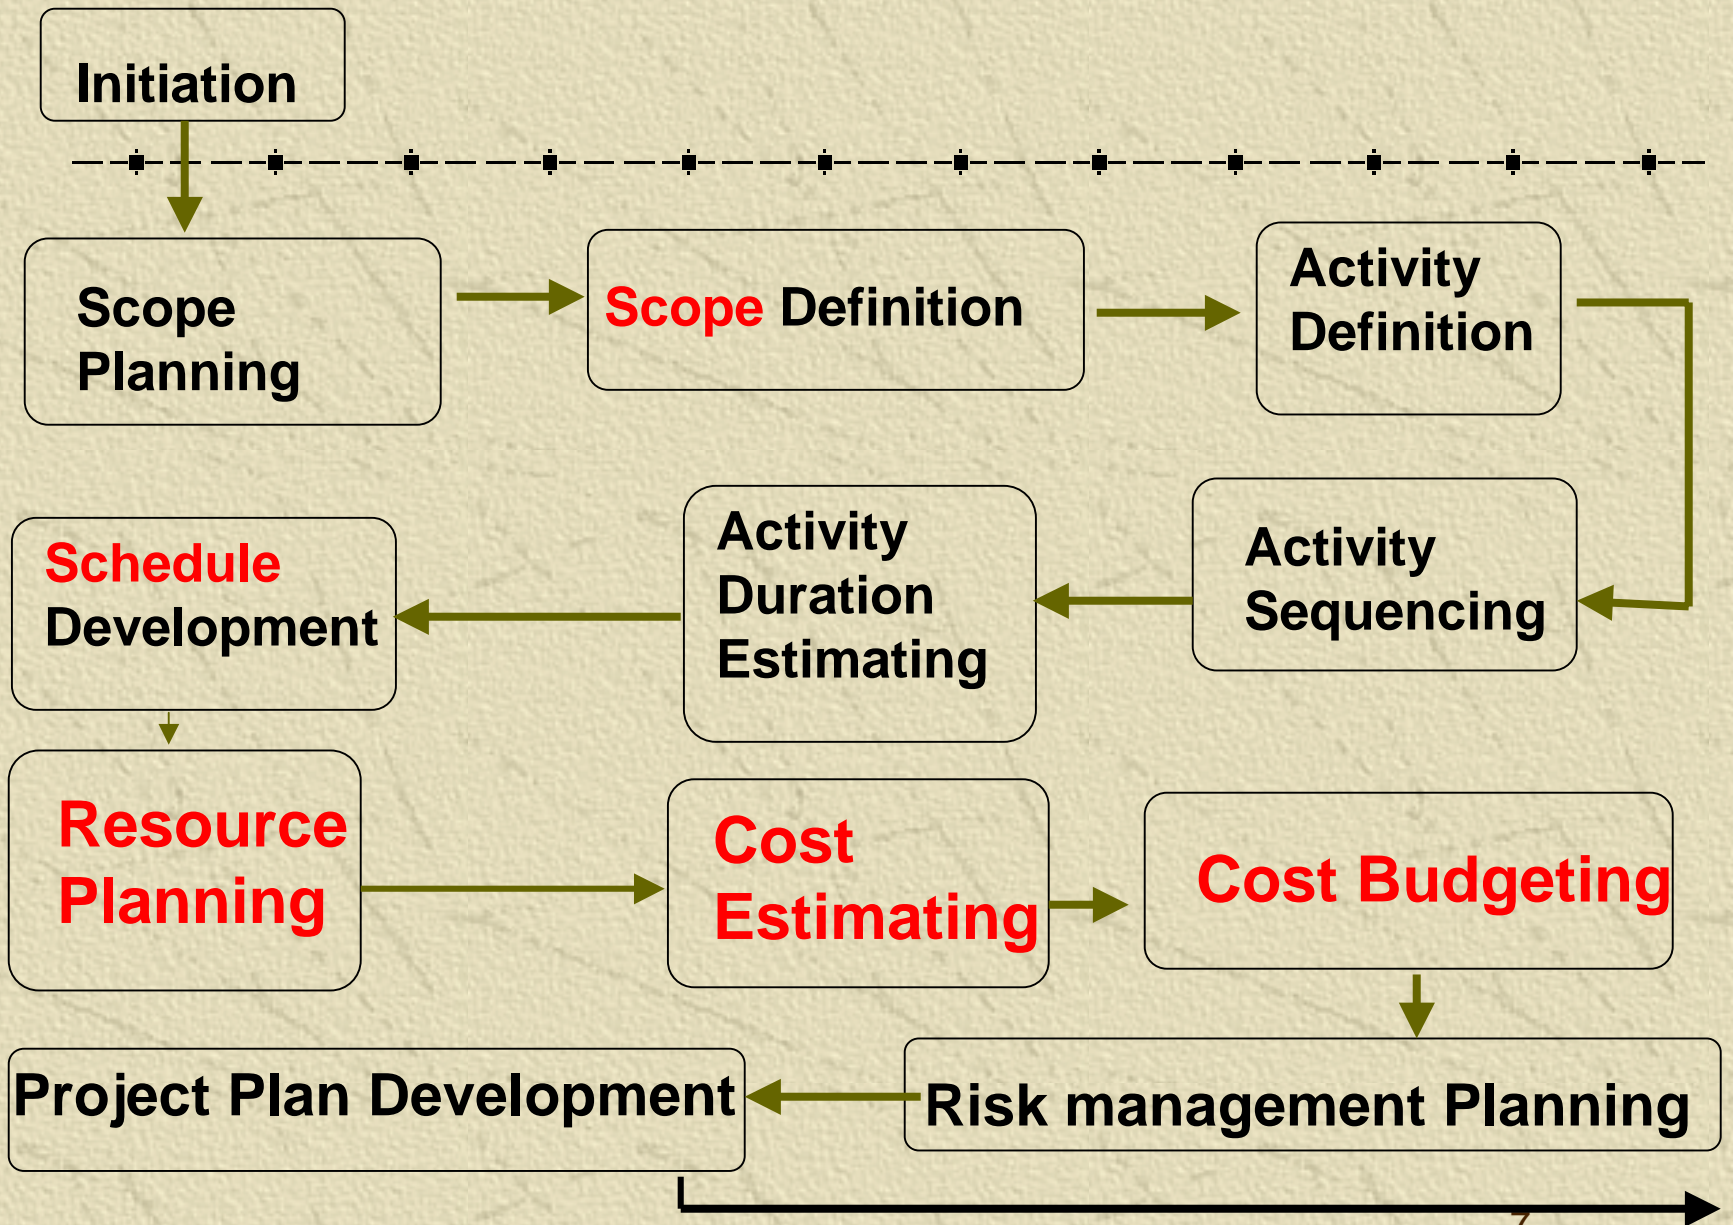 Initiation
Scope
Planning
Scope Definition
Activity
Definition
Schedule
Development
Activity
Duration
Estimating
Activity
Sequencing
Resource
Planning
Cost
Estimating
Cost Budgeting
Project Plan Development
Risk management Planning